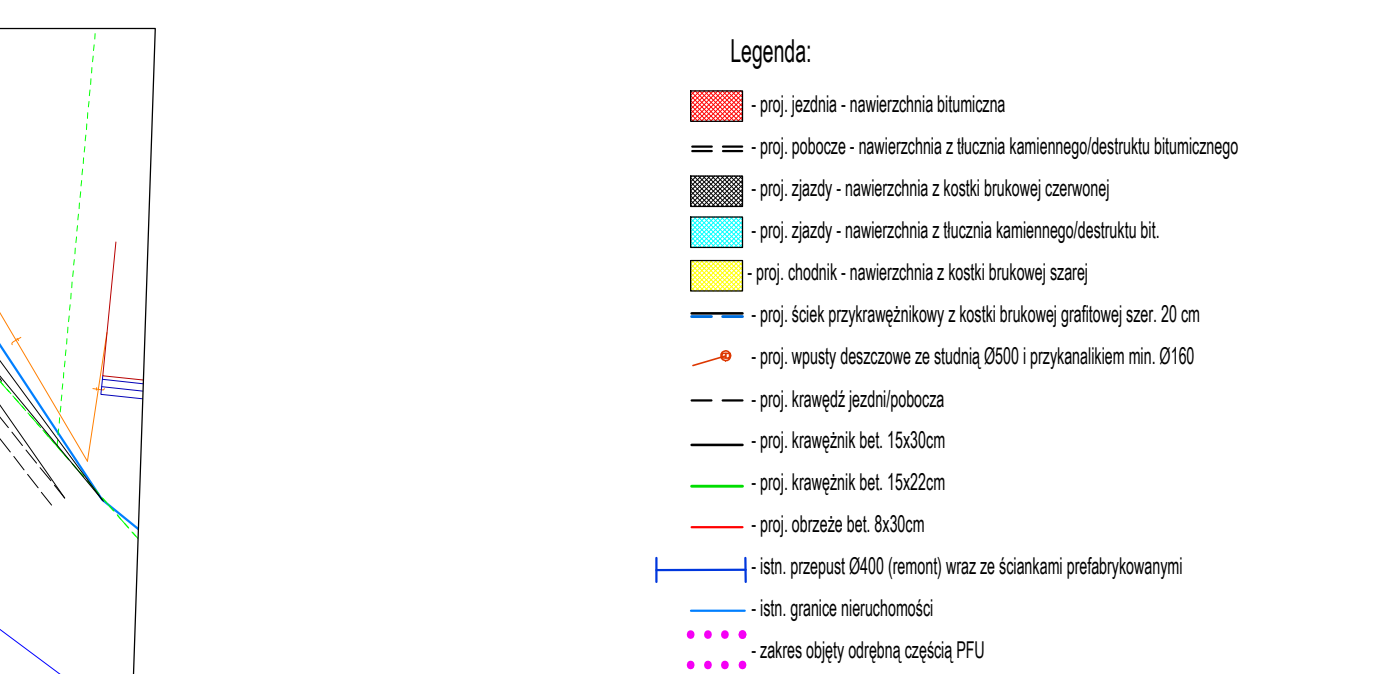 Legenda:
- proj. jezdnia - nawierzchnia bitumiczna
- proj. pobocze - nawierzchnia z tłucznia kamiennego/destruktu bitumicznego
- proj. zjazdy - nawierzchnia z kostki brukowej czerwonej
- proj. zjazdy - nawierzchnia z tłucznia kamiennego/destruktu bit.
- proj. chodnik - nawierzchnia z kostki brukowej szarej
- proj. ściek przykrawężnikowy z kostki brukowej grafitowej szer. 20 cm
- proj. wpusty deszczowe ze studnią Ø500 i przykanalikiem min. Ø160
- proj. krawędź jezdni/pobocza
- proj. krawężnik bet. 15x30cm
- proj. krawężnik bet. 15x22cm
- proj. obrzeże bet. 8x30cm
- istn. przepust Ø400 (remont) wraz ze ściankami prefabrykowanymi
- istn. granice nieruchomości
- zakres objęty odrębną częścią PFU